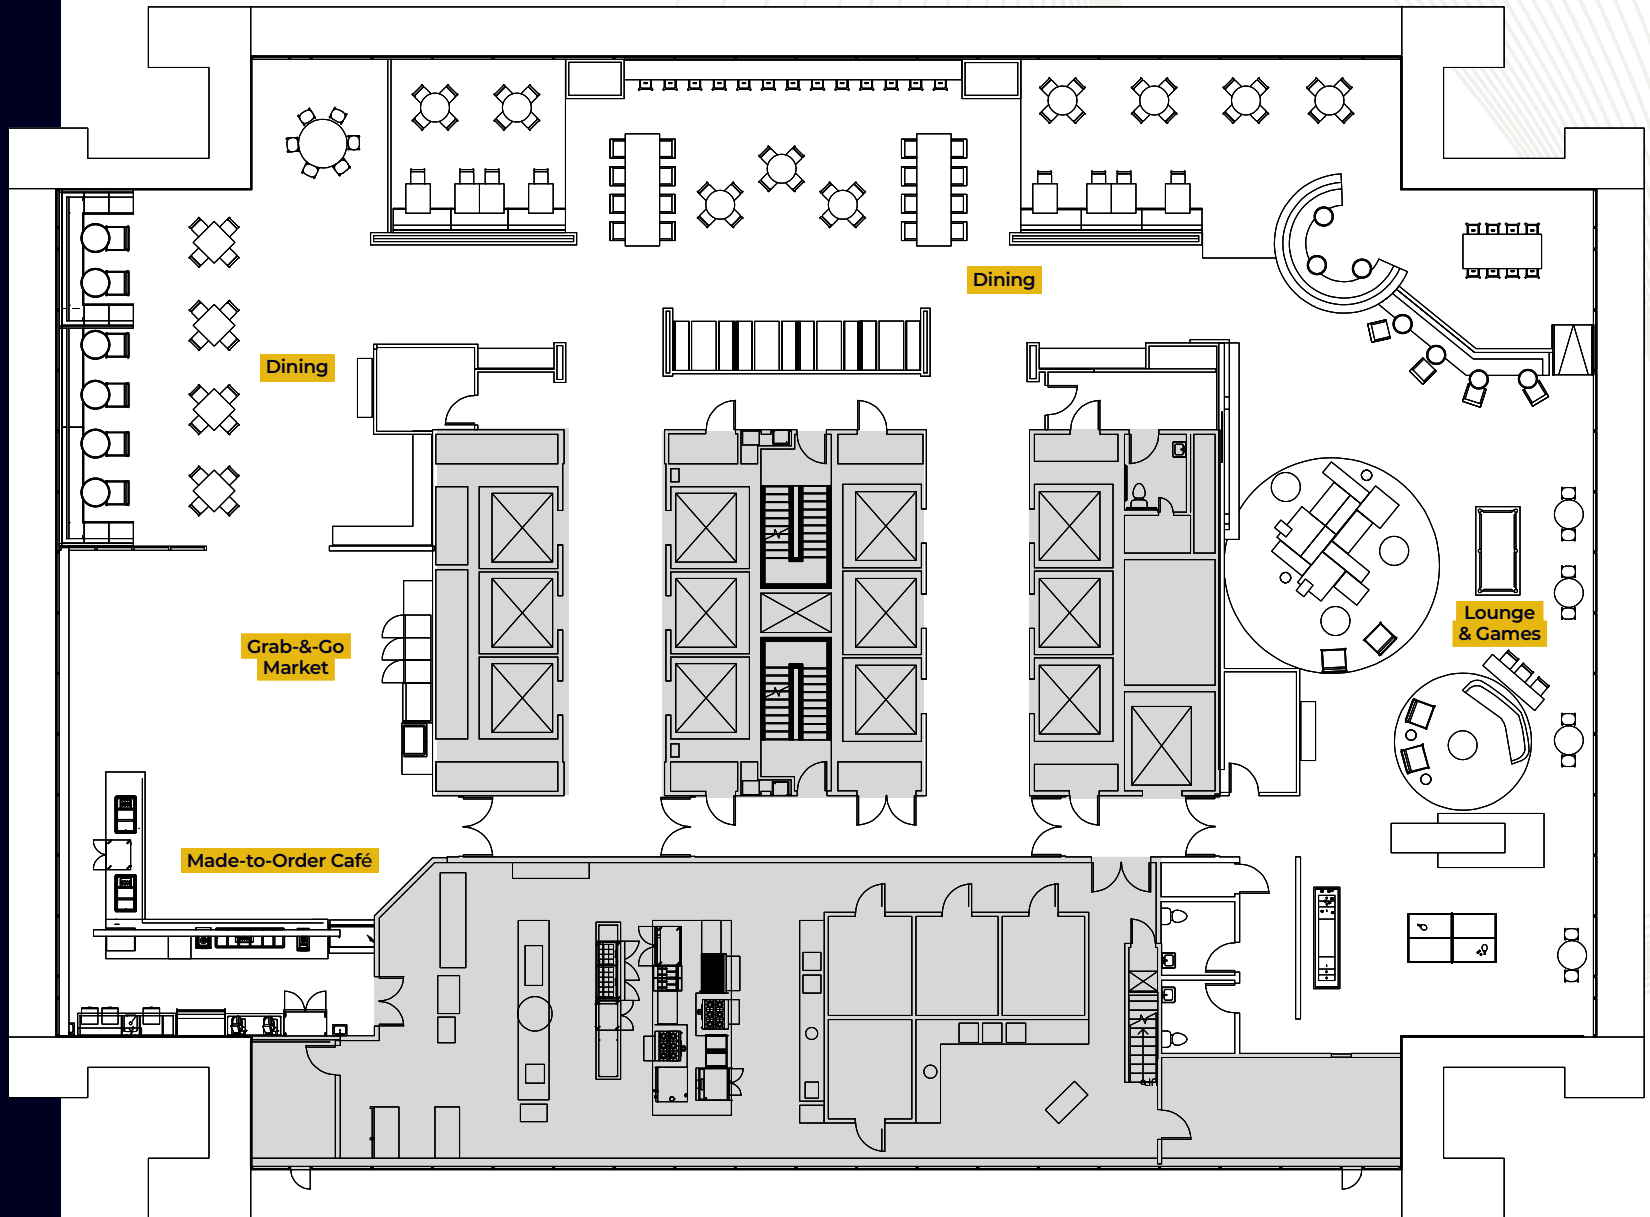 Dining
Dining
Grab-&-Go
Market
Lounge
& Games
Made-to-Order Café